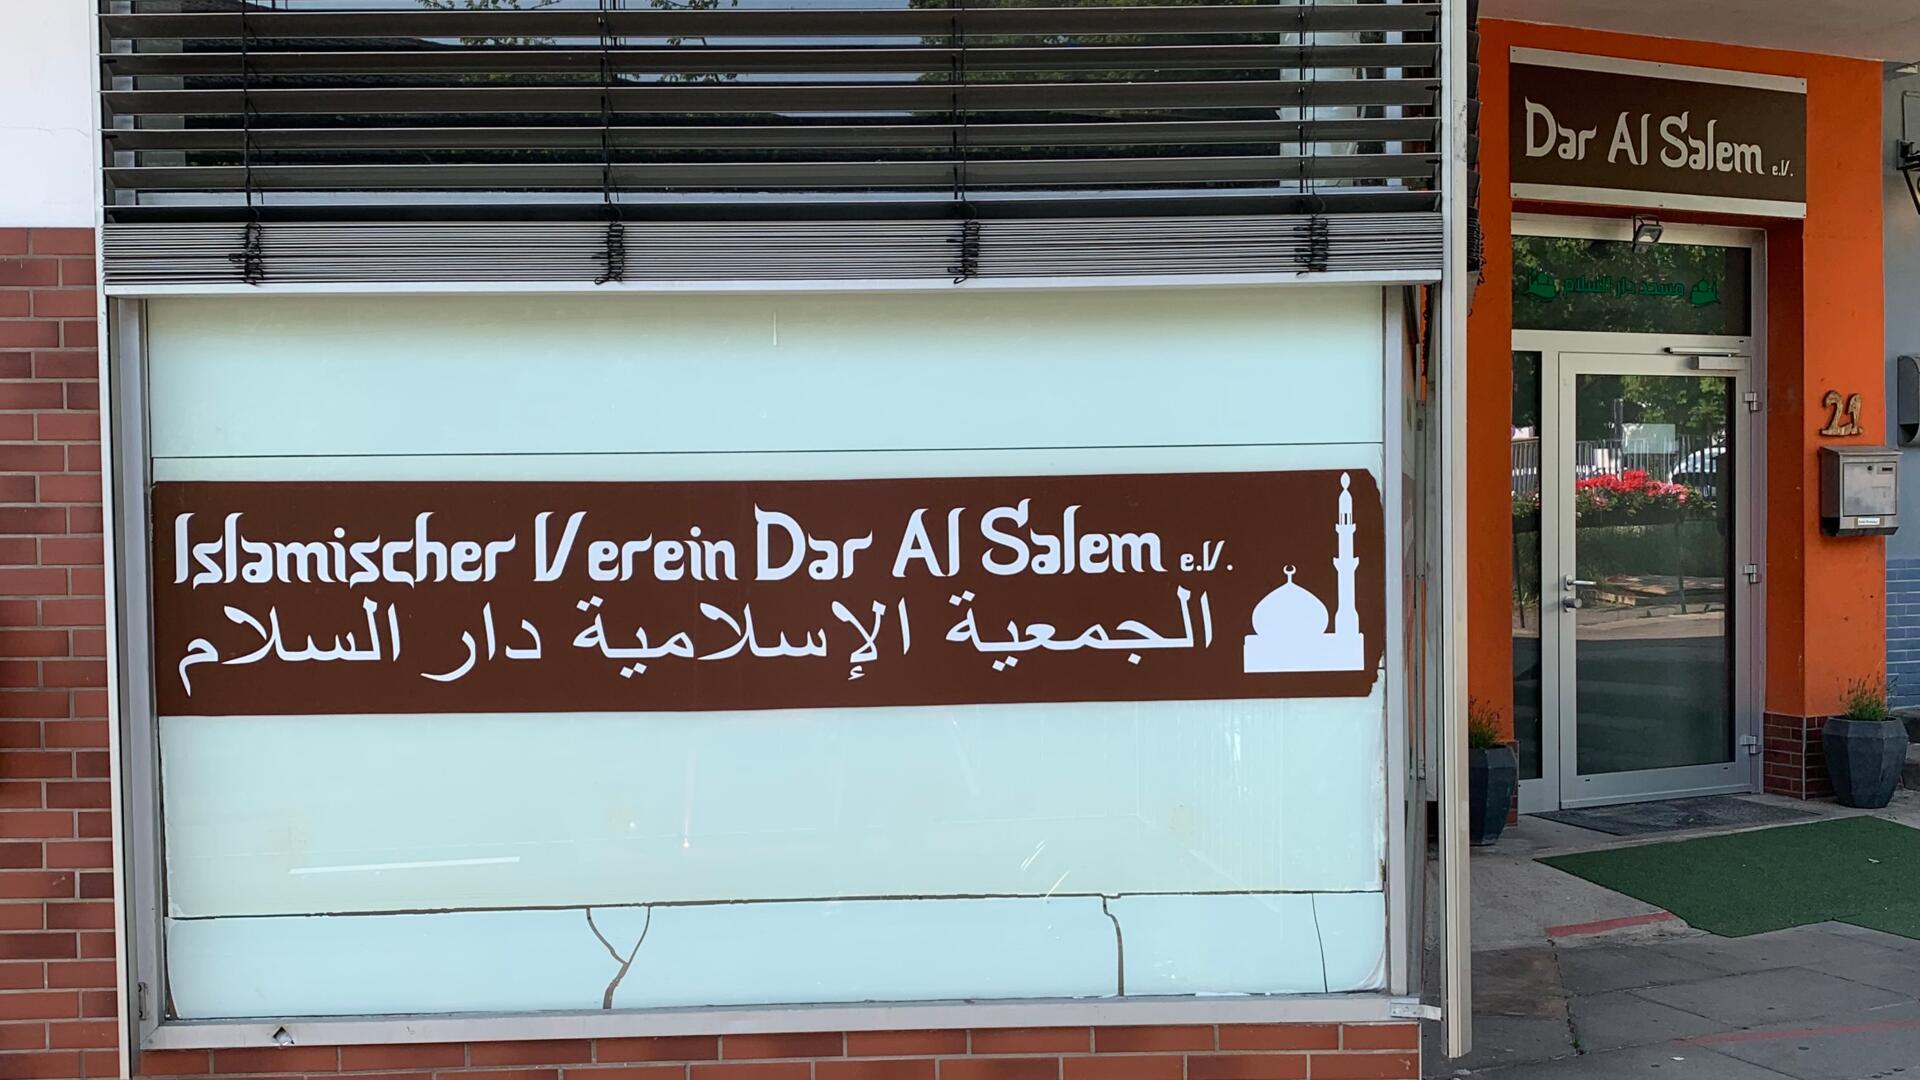 Islamischer Verein Dar Al Salem e.V.
الجمعية الإسلامية دار السلام
Dar Al Salem e.V.
مسجد دار السلام
21